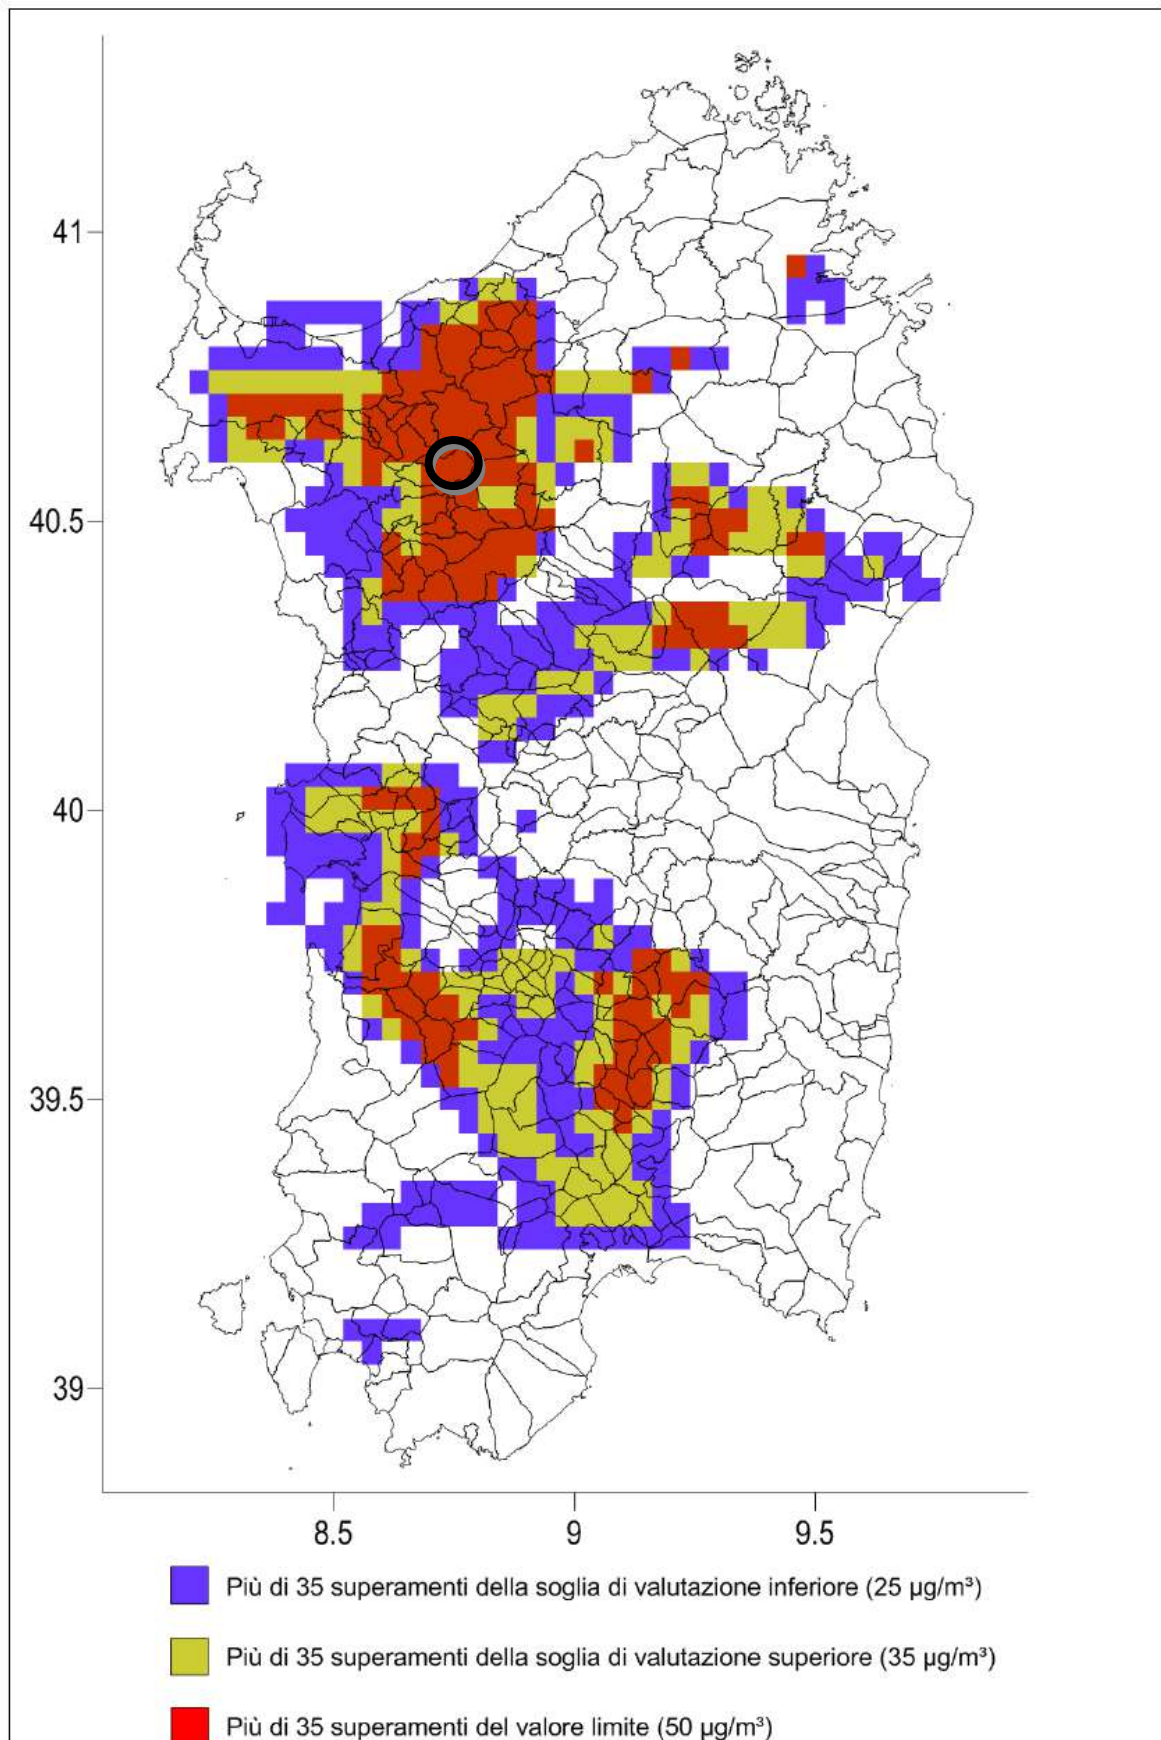 41
40.5
40
39.5
39
8.5 9 9.5
Più di 35 superamenti della soglia di valutazione inferiore (25 µg/m³)
Più di 35 superamenti della soglia di valutazione superiore (35 µg/m³)
Più di 35 superamenti del valore limite (50 µg/m³)